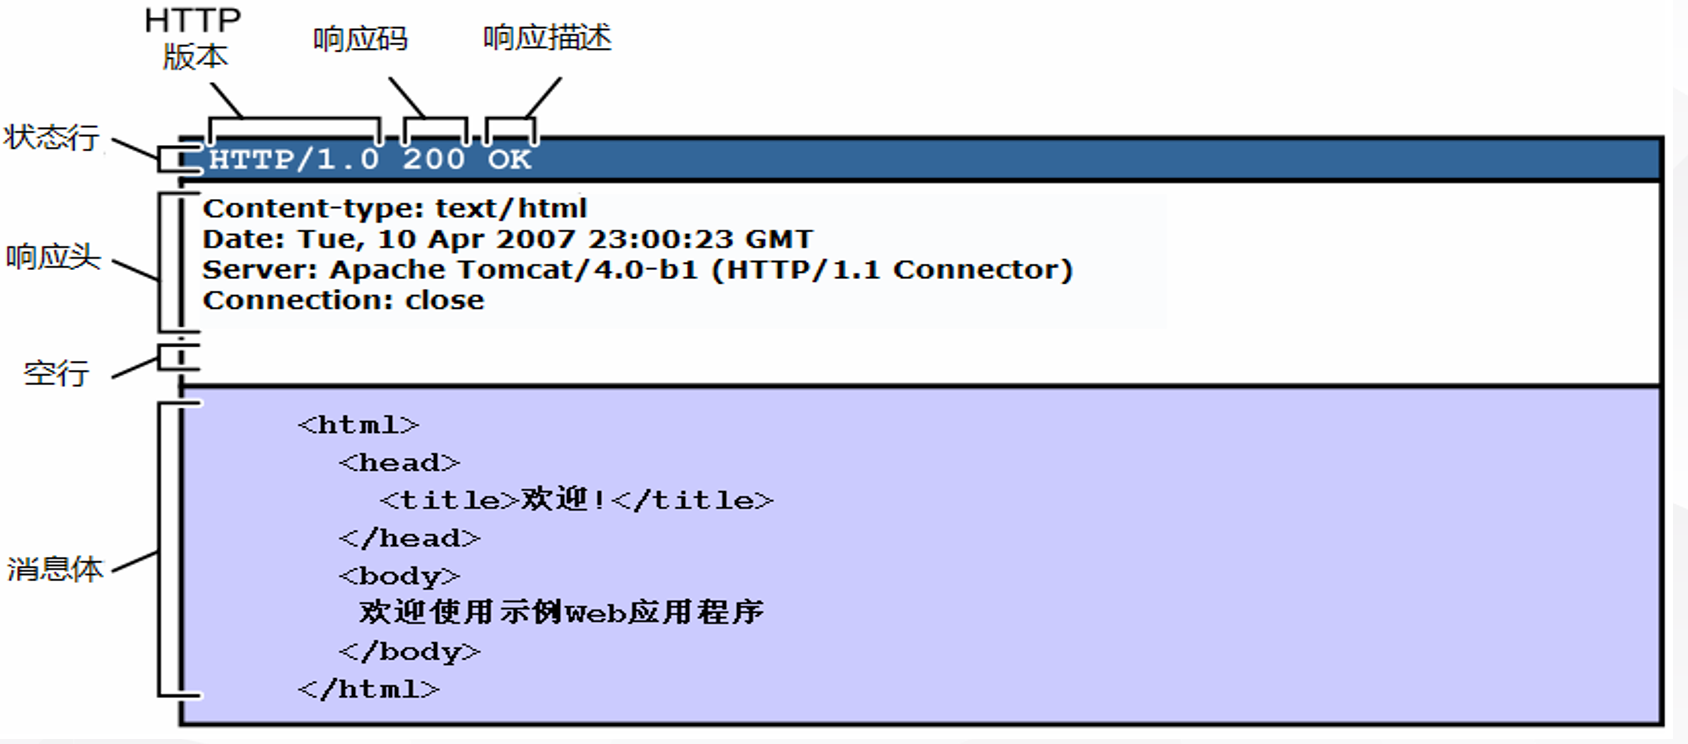 HTTP
版本
响应码
响应描述
状态行
HTTP/1.0 200 OK
响应头
Content-type: text/html
Date: Tue, 10 Apr 2007 23:00:23 GMT
Server: Apache Tomcat/4.0-b1 (HTTP/1.1 Connector)
Connection: close
空行
消息体
<html>
<head>
<title>欢迎!</title>
</head>
<body>
欢迎使用示例Web应用程序
</body>
</html>